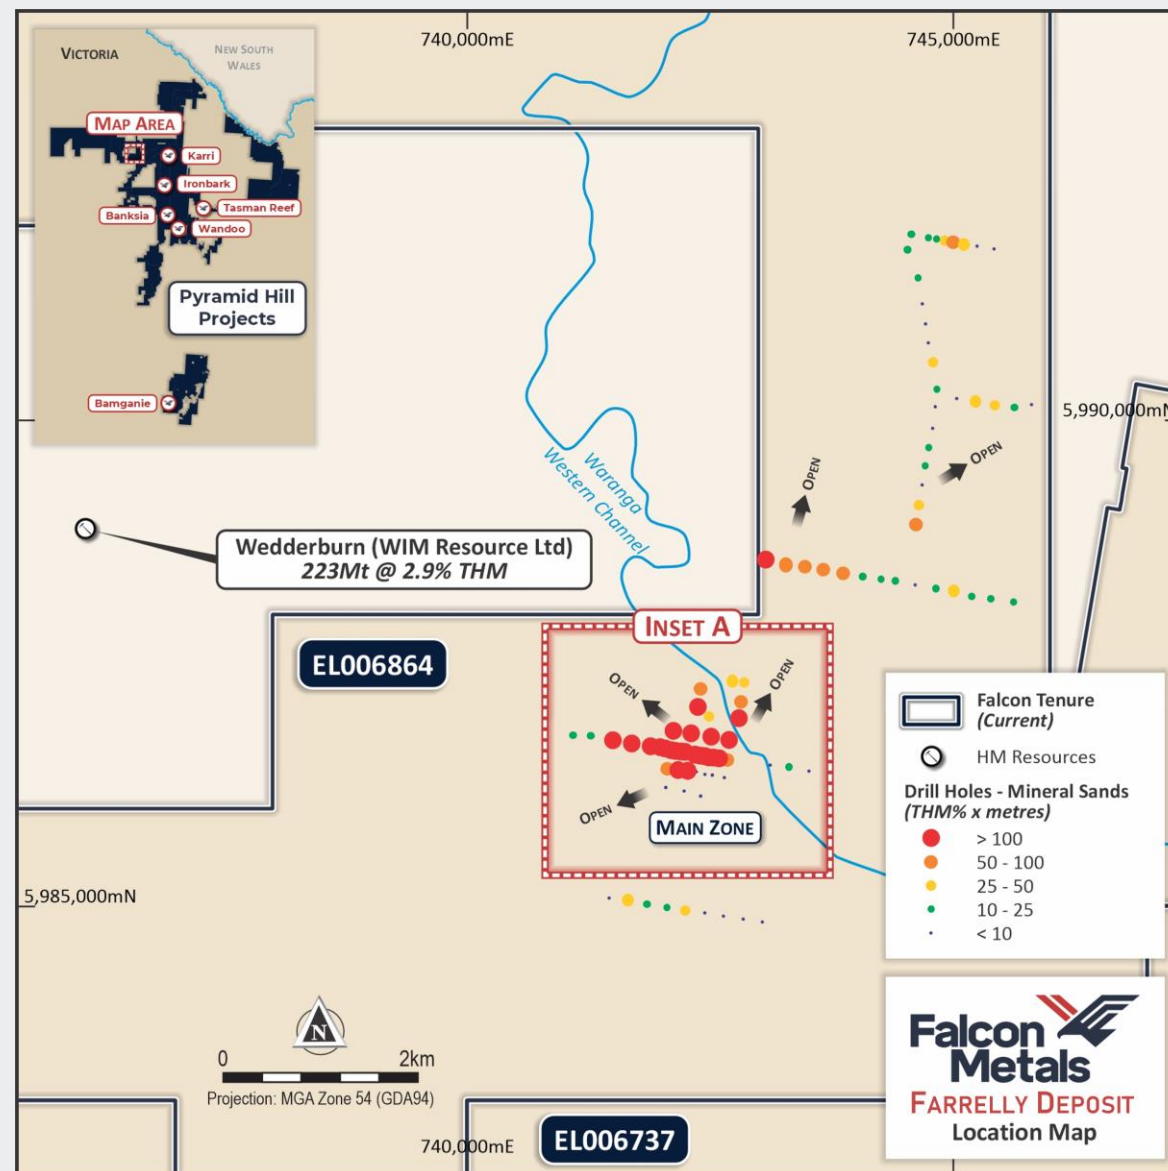 740,000mE
745,000mE
VICTORIA
NEW SOUTH
WALES
MAP AREA
Karri
Ironbark
Banksia
Tasman Reef
Wandoo
Pyramid Hill
Projects
Bamganie
5,990,000mN
OPEN
OPEN
Waranga
Western Channel
Wedderburn (WIM Resource Ltd)
223Mt @ 2.9% THM
INSET A
EL006864
OPEN
OPEN
OPEN
MAIN ZONE
Falcon Tenure
(Current)
HM Resources
Drill Holes - Mineral Sands
(THM% x metres)
> 100
50 - 100
25 - 50
10 - 25
< 10
5,985,000mN
N
0 2km
Projection: MGA Zone 54 (GDA94)
Falcon
Metals
FARRELLY DEPOSIT
Location Map
740,000mE
EL006737